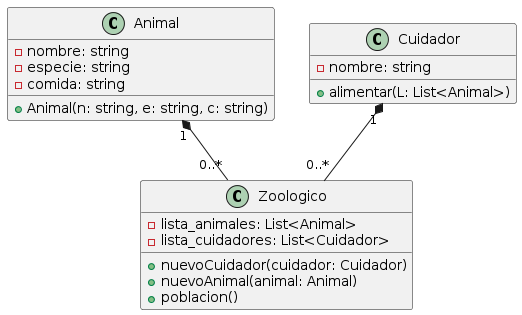 C Animal
nombre: string
especie: string
comida: string
Animal(n: string, e: string, c: string)
C Cuidador
nombre: string
alimentar(L: List<Animal>)
1
0..*
1
0..*
C Zoologico
lista_animales: List<Animal>
lista_cuidadores: List<Cuidador>
nuevoCuidador(cuidador: Cuidador)
nuevoAnimal(animal: Animal)
poblacion()